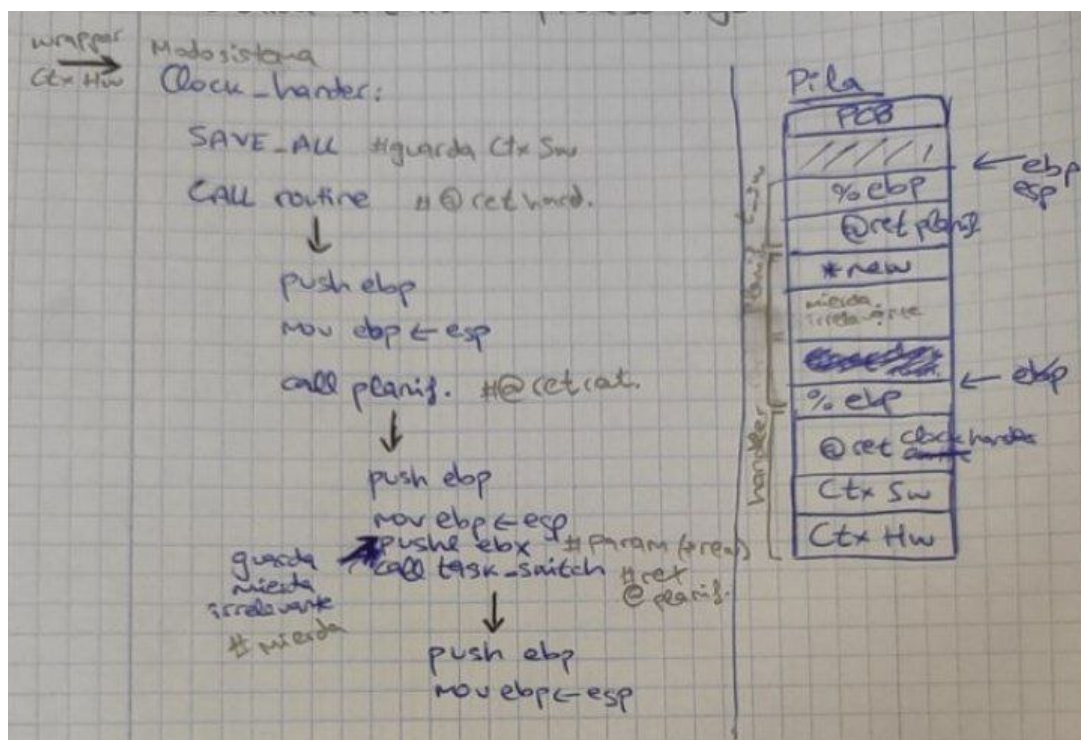 wrapper
Ctx Hw
Modo sistema
Clock_hander:
SAVE_ALL #guarda Ctx Sw
CALL routine # @ret hand.
push ebp
mov ebp ← esp
call planif. #@ret rut.
push ebp
mov ebp ← esp
guarda
mierda
irrelevante
# mierda
push ebx #param (*new)
call task_switch #ret
@planif.
push ebp
mov ebp ← esp
Pila
PCB
% ebp
@ret planif
*new
mierda
irrelevante
% ebp
@ret clock handler
Ctx Sw
Ctx Hw
ebp
esp
ebp
planif
handler